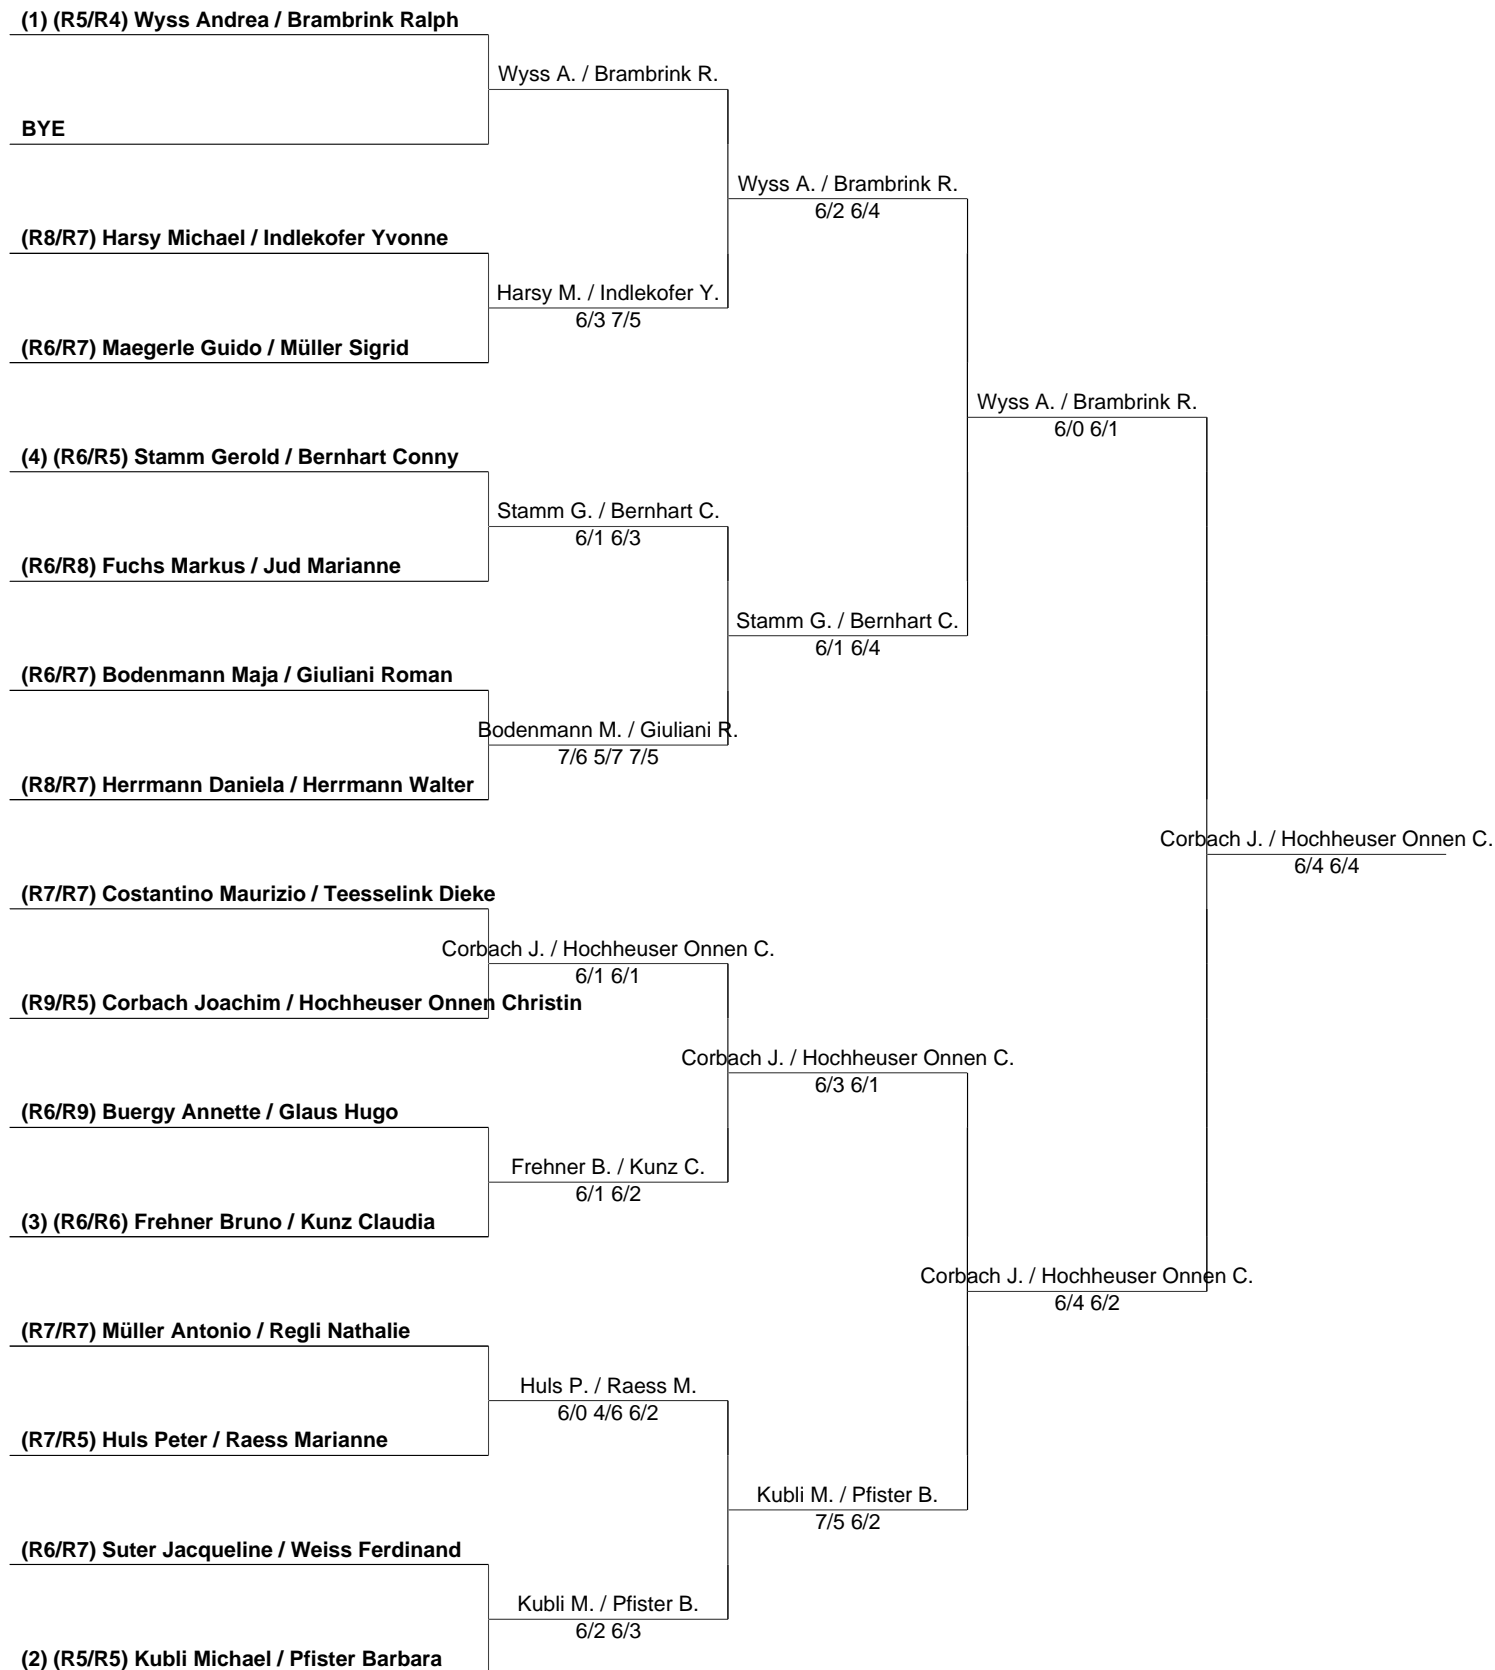 (1) (R5/R4) Wyss Andrea / Brambrink Ralph
Wyss A. / Brambrink R.
BYE
Wyss A. / Brambrink R.
6/2 6/4
(R8/R7) Harsy Michael / Indlekofer Yvonne
Harsy M. / Indlekofer Y.
6/3 7/5
(R6/R7) Maegerle Guido / Müller Sigrid
Wyss A. / Brambrink R.
6/0 6/1
(4) (R6/R5) Stamm Gerold / Bernhart Conny
Stamm G. / Bernhart C.
6/1 6/3
(R6/R8) Fuchs Markus / Jud Marianne
Stamm G. / Bernhart C.
6/1 6/4
(R6/R7) Bodenmann Maja / Giuliani Roman
Bodenmann M. / Giuliani R.
7/6 5/7 7/5
(R8/R7) Herrmann Daniela / Herrmann Walter
Corbach J. / Hochheuser Onnen C.
6/4 6/4
(R7/R7) Costantino Maurizio / Teesselink Dieke
Corbach J. / Hochheuser Onnen C.
6/1 6/1
(R9/R5) Corbach Joachim / Hochheuser Onnen Christin
Corbach J. / Hochheuser Onnen C.
6/3 6/1
(R6/R9) Buergy Annette / Glaus Hugo
Frehner B. / Kunz C.
6/1 6/2
(3) (R6/R6) Frehner Bruno / Kunz Claudia
Corbach J. / Hochheuser Onnen C.
6/4 6/2
(R7/R7) Müller Antonio / Regli Nathalie
Huls P. / Raess M.
6/0 4/6 6/2
(R7/R5) Huls Peter / Raess Marianne
Kubli M. / Pfister B.
7/5 6/2
(R6/R7) Suter Jacqueline / Weiss Ferdinand
Kubli M. / Pfister B.
6/2 6/3
(2) (R5/R5) Kubli Michael / Pfister Barbara